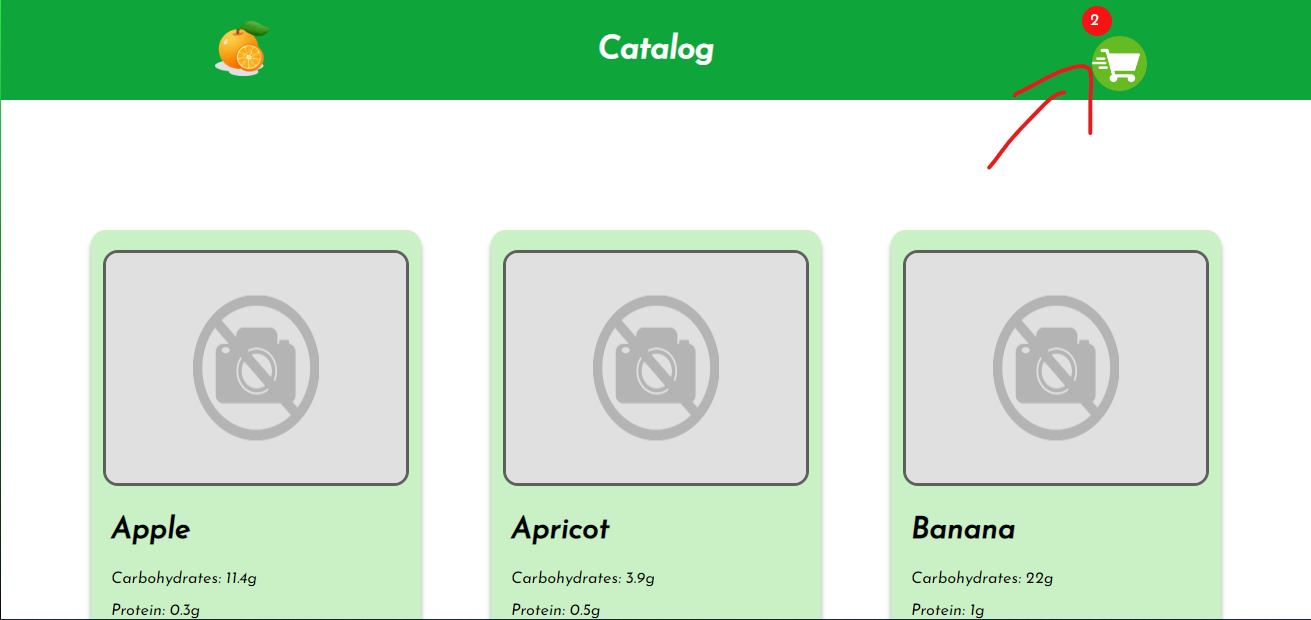 2
Catalog
Apple
Carbohydrates: 11.4g
Protein: 0.3g
Apricot
Carbohydrates: 3.9g
Protein: 0.5g
Banana
Carbohydrates: 22g
Protein: 1g